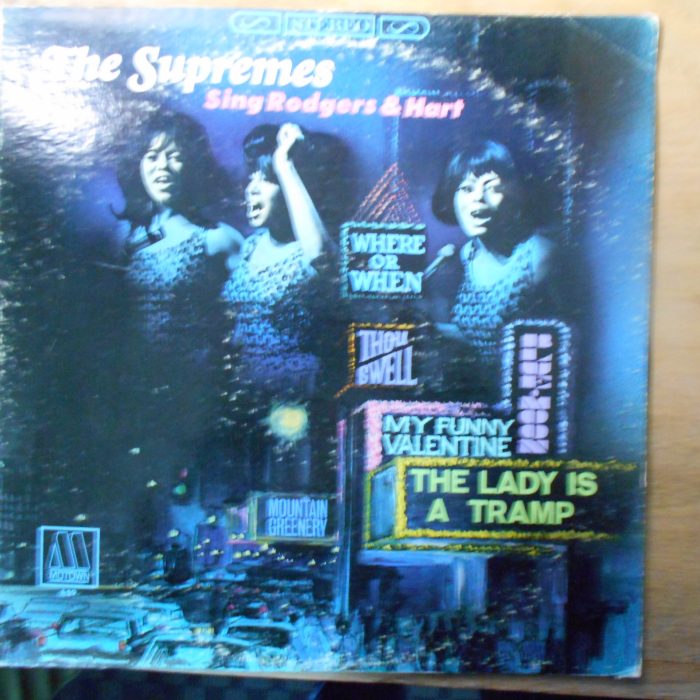 STEREO
The Supremes
Sing Rodgers & Hart
WHERE
OR
WHEN
THOU
SWELL
BLUE
MOON
MY FUNNY
VALENTINE
THE LADY IS
A TRAMP
MOUNTAIN
GREENERY
M
MOTOWN